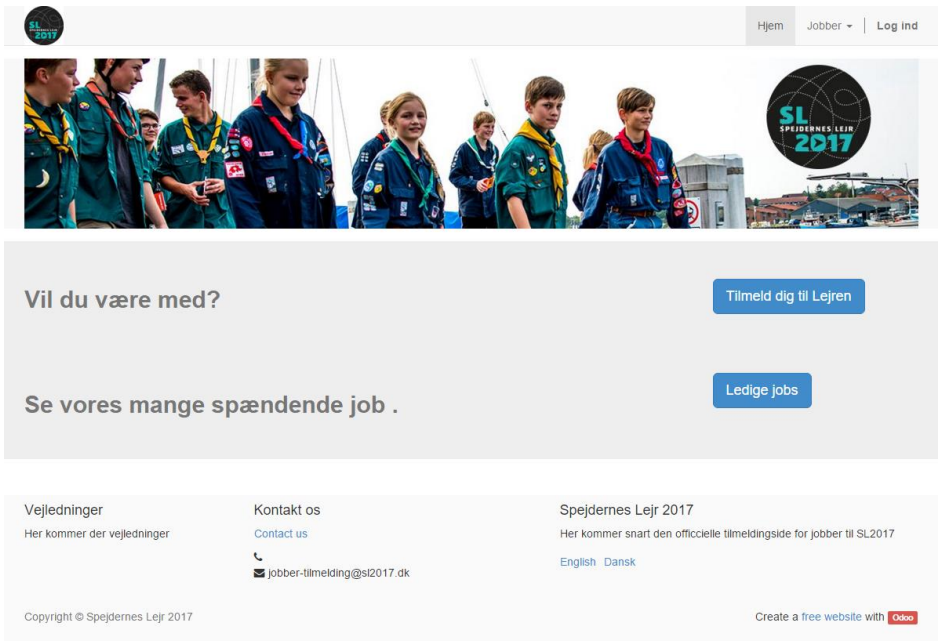 SL
SPEJDERNES LEJR
2017
Hjem Jobber Log ind
SL
SPEJDERNES LEJR
2017
Vil du være med?
Tilmeld dig til Lejren
Se vores mange spændende job .
Ledige jobs
Vejledninger
Her kommer der vejledninger
Kontakt os
Contact us
jobber-tilmelding@sl2017.dk
Spejdernes Lejr 2017
Her kommer snart den officcielle tilmeldingside for jobber til SL2017
English Dansk
Copyright © Spejdernes Lejr 2017
Create a free website with Odoo